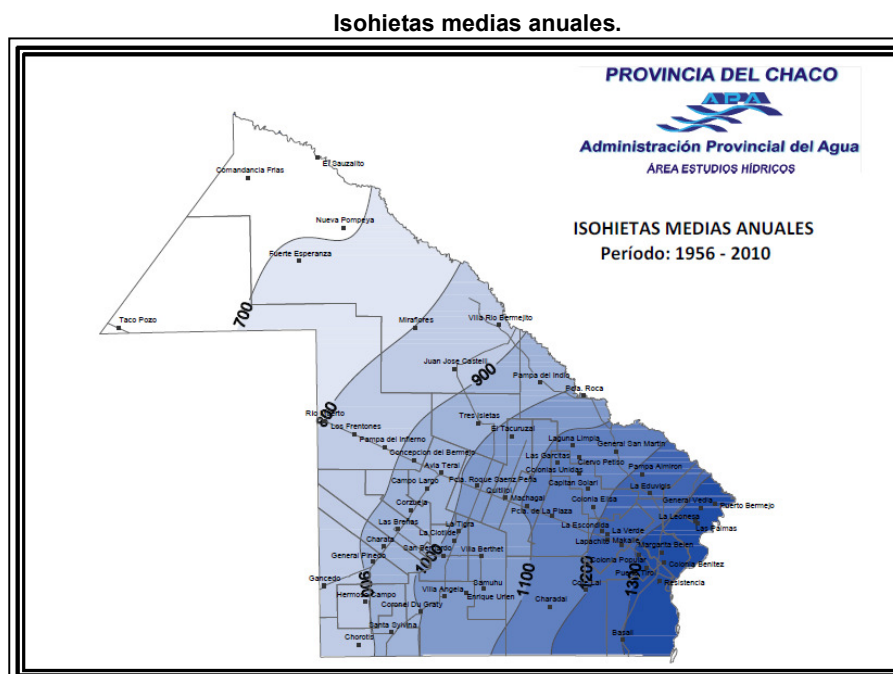 Isohietas medias anuales.
PROVINCIA DEL CHACO
APA
Administración Provincial del Agua
ÁREA ESTUDIOS HÍDRICOS
ISOHIETAS MEDIAS ANUALES
Período: 1956 - 2010
El Sauzalito
Comandancia Frias
Nueva Pompeya
Fuerte Esperanza
700
Taco Pozo
Miraflores
Villa Rio Bermejito
Juan Jose Castelli
900
Pampa del Indio
Pcia. Roca
800
Tres Isletas
Los Frentones
El Tacuruzal
Pampa del Infierno
Laguna Limpia
General San Martin
Concepcion del Bermejo
Las Garcitas
Ciervo Petiso
Avia Terai
Colonias Unidas
Pampa Almiron
Campo Largo
Pcia. Roque Saenz Peña
Capitan Solari
Quitilipi
La Eduvigis
Machagai
General Vedia
Puerto Bermejo
Corzuela
Pcia. de La Plaza
Colonia Elisa
La Leonesa
Las Palmas
Las Breñas
La Tigra
La Clotilde
La Escondida
La Verde
Charata
Lapachito
Makalle
Margarita Belen
General Pinedo
San Bernardo
1000
Villa Berthet
Colonia Popular
Colonia Benitez
Puerto Tirol
Gancedo
900
Samuhu
1100
1200
1300
Resistencia
Hermoso Campo
Villa Angela
Enrique Urien
Coronel Du Graty
Charadai
Santa Sylvina
Basail
Chorotis